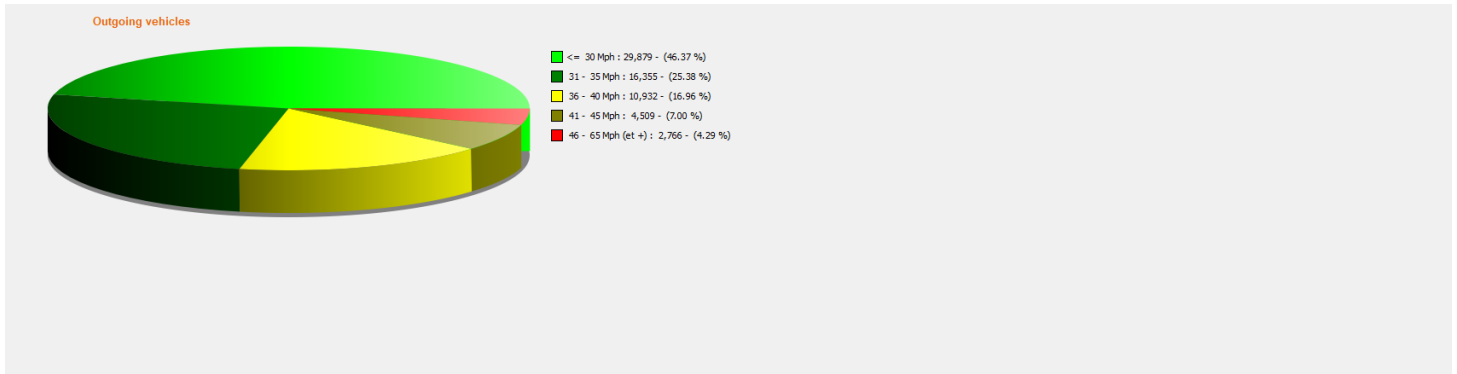 Outgoing vehicles
<= 30 Mph : 29,879 - (46.37 %)
31 - 35 Mph : 16,355 - (25.38 %)
36 - 40 Mph : 10,932 - (16.96 %)
41 - 45 Mph : 4,509 - (7.00 %)
46 - 65 Mph (et +) : 2,766 - (4.29 %)